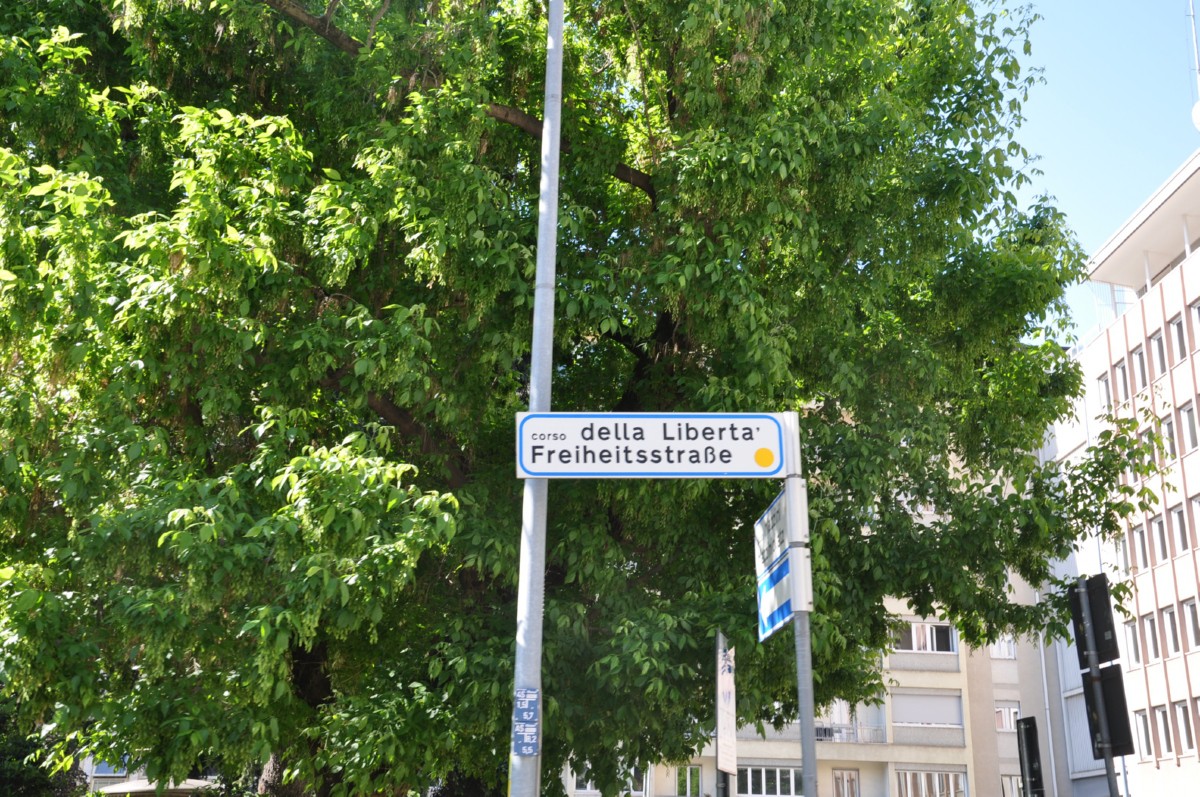 corso della Liberta'
Freiheitsstraße